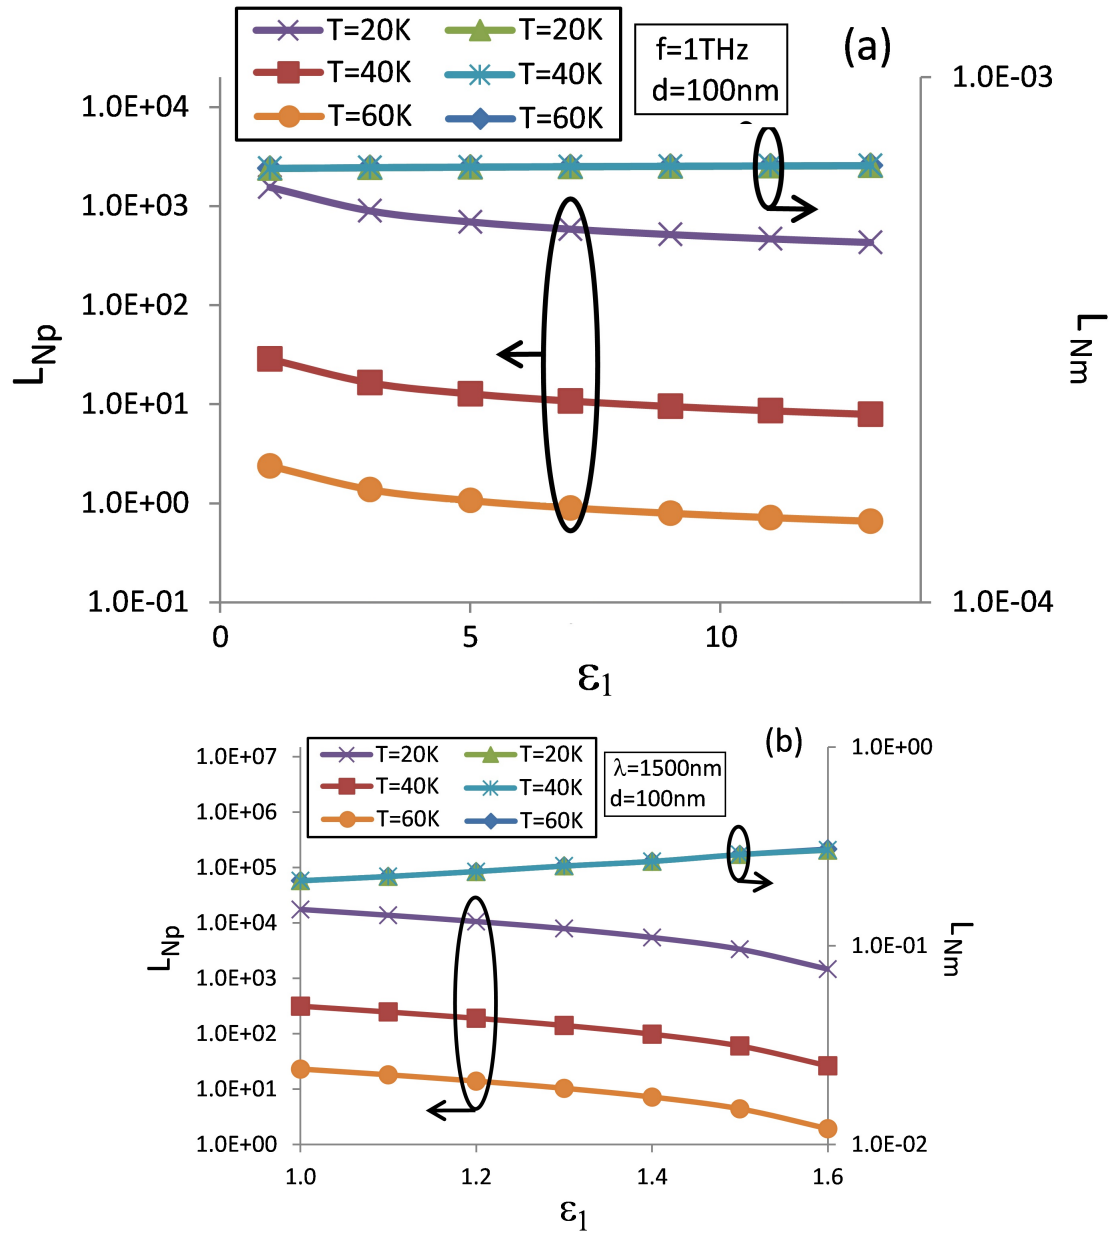 T=20K T=20K
T=40K T=40K
T=60K T=60K
f=1THz
d=100nm
(a)
1.0E+04
1.0E+03
1.0E+02
1.0E+01
1.0E+00
1.0E-01
L_Np
1.0E-03
1.0E-04
L_Nm
0 5 10
ε₁
(b)
T=20K T=20K
T=40K T=40K
T=60K T=60K
λ=1500nm
d=100nm
1.0E+07
1.0E+06
1.0E+05
1.0E+04
1.0E+03
1.0E+02
1.0E+01
1.0E+00
L_Np
1.0E+00
1.0E-01
1.0E-02
L_Nm
1.0 1.2 1.4 1.6
ε₁